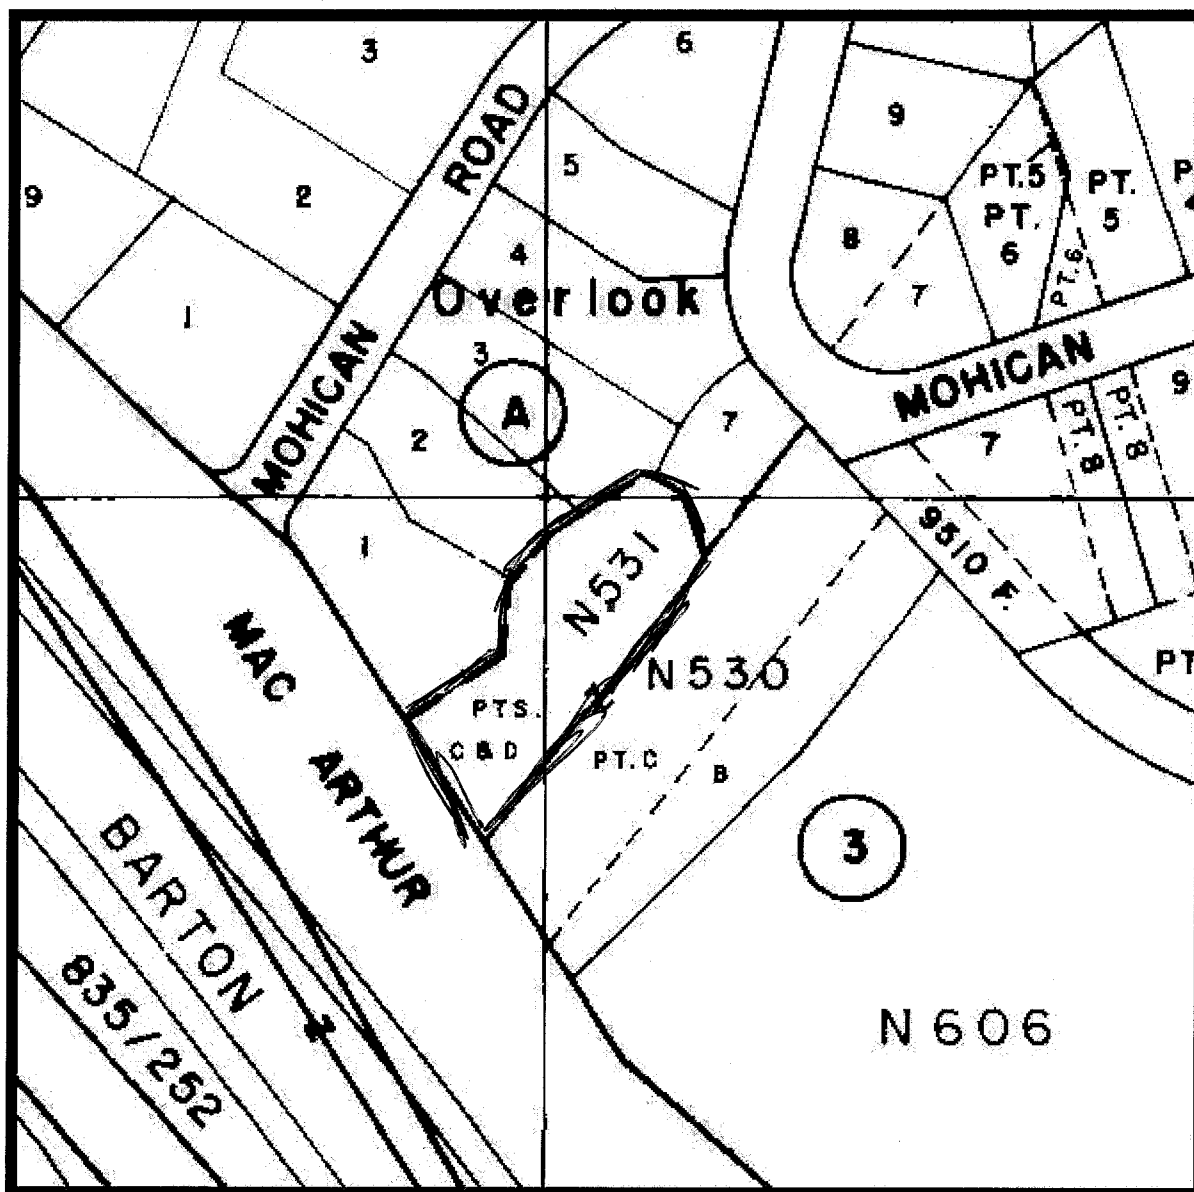 3
6
ROAD
9
5
PT.5
PT.
5
9
2
PT.
6
8
4
7
PT.6
Overlook
1
3
MOHICAN
MOHICAN
A
2
7
9
7
PT. 8
PT. 8
1
9510 F.
N531
MAC
N530
PT
PTS.
C & D
PT. C
B
ARTHUR
BARTON
3
835/252
N 606